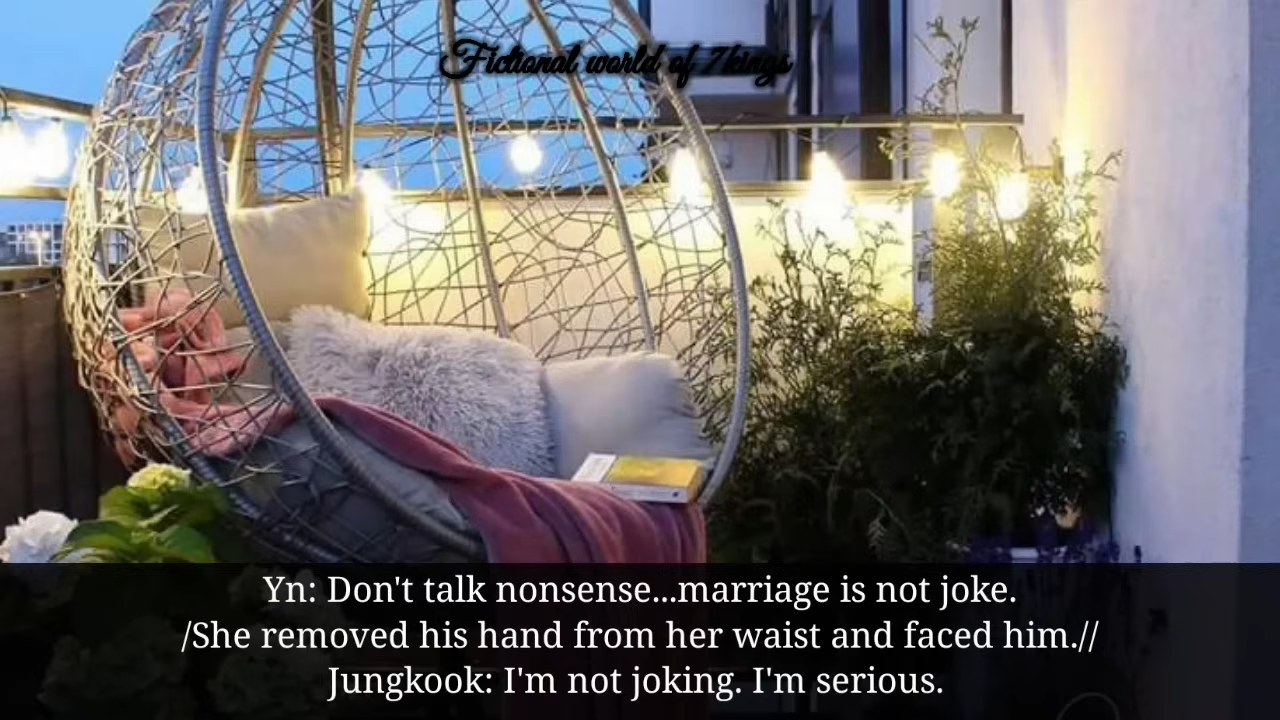 Fictional world of 7kings
Yn: Don't talk nonsense...marriage is not joke.
/She removed his hand from her waist and faced him.//
Jungkook: I'm not joking. I'm serious.